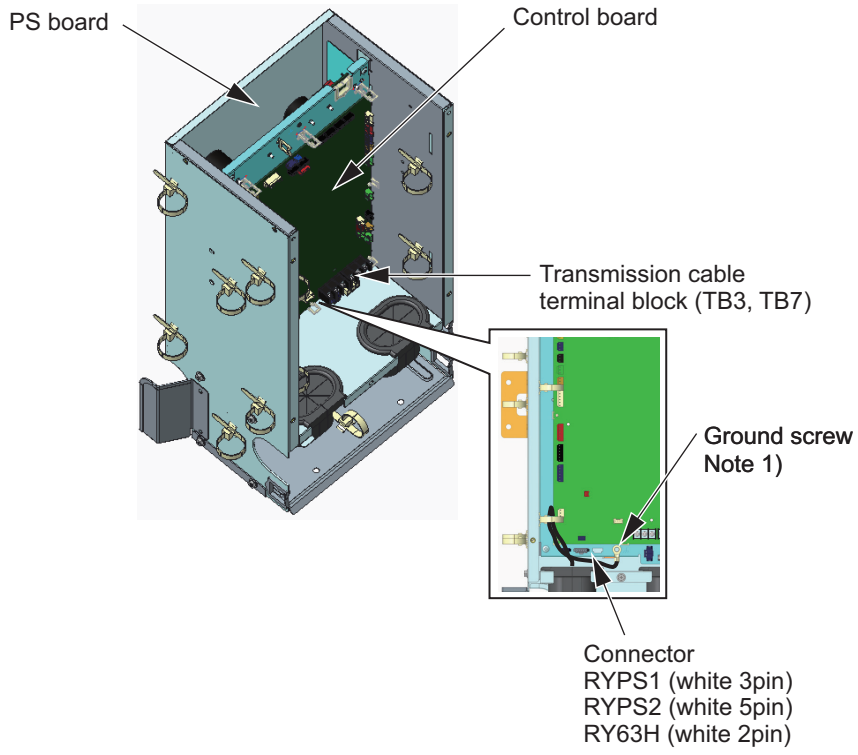 PS board
Control board
Transmission cable
terminal block (TB3, TB7)
Ground screw
Note 1)
Connector
RYPS1 (white 3pin)
RYPS2 (white 5pin)
RY63H (white 2pin)